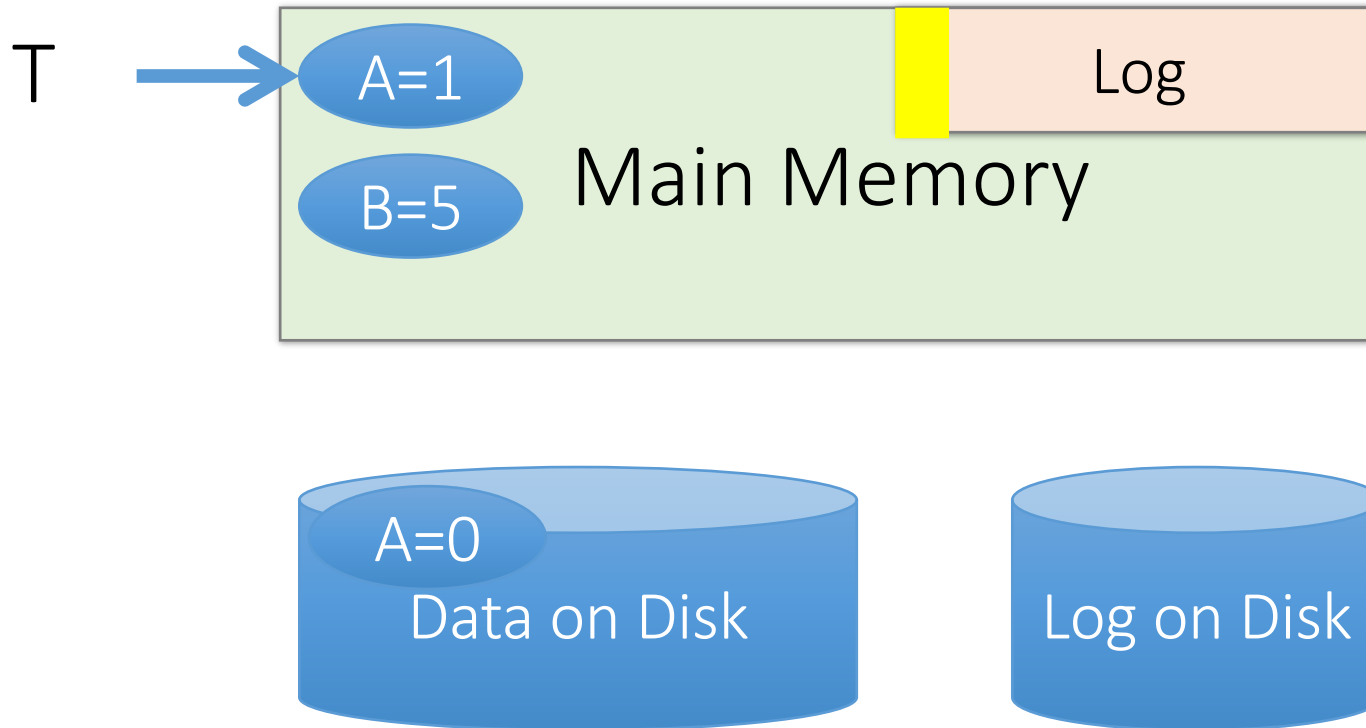 T
A=1
Log
Main Memory
B=5
A=0
Data on Disk
Log on Disk